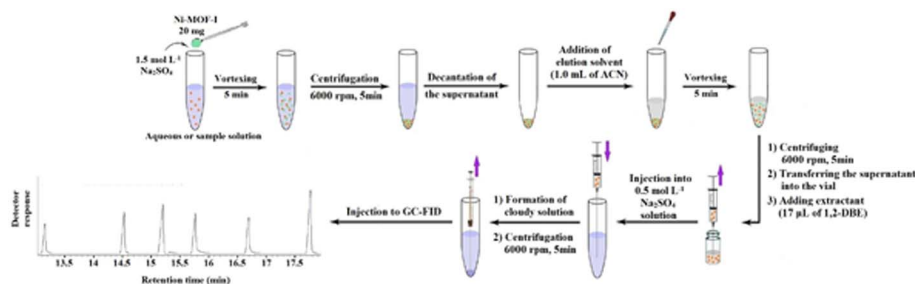 Ni-MOF-I
20 mg
1.5 mol L-1
Na2SO4
Vortexing
5 min
Aqueous or sample solution
Centrifugation
6000 rpm, 5min
Decantation of
the supernatant
Addition of
elution solvent
(1.0 mL of ACN)
Vortexing
5 min
1) Centrifuging
6000 rpm, 5min
2) Transferring the supernatant
into the vial
3) Adding extractant
(17 µL of 1,2-DBE)
Injection into
0.5 mol L-1
Na2SO4
solution
1) Formation of
cloudy solution
2) Centrifugation
6000 rpm, 5min
Injection to GC-FID
Detector
response
13.5 14.5 15 15.5 16 16.5 17 17.5
Retention time (min)